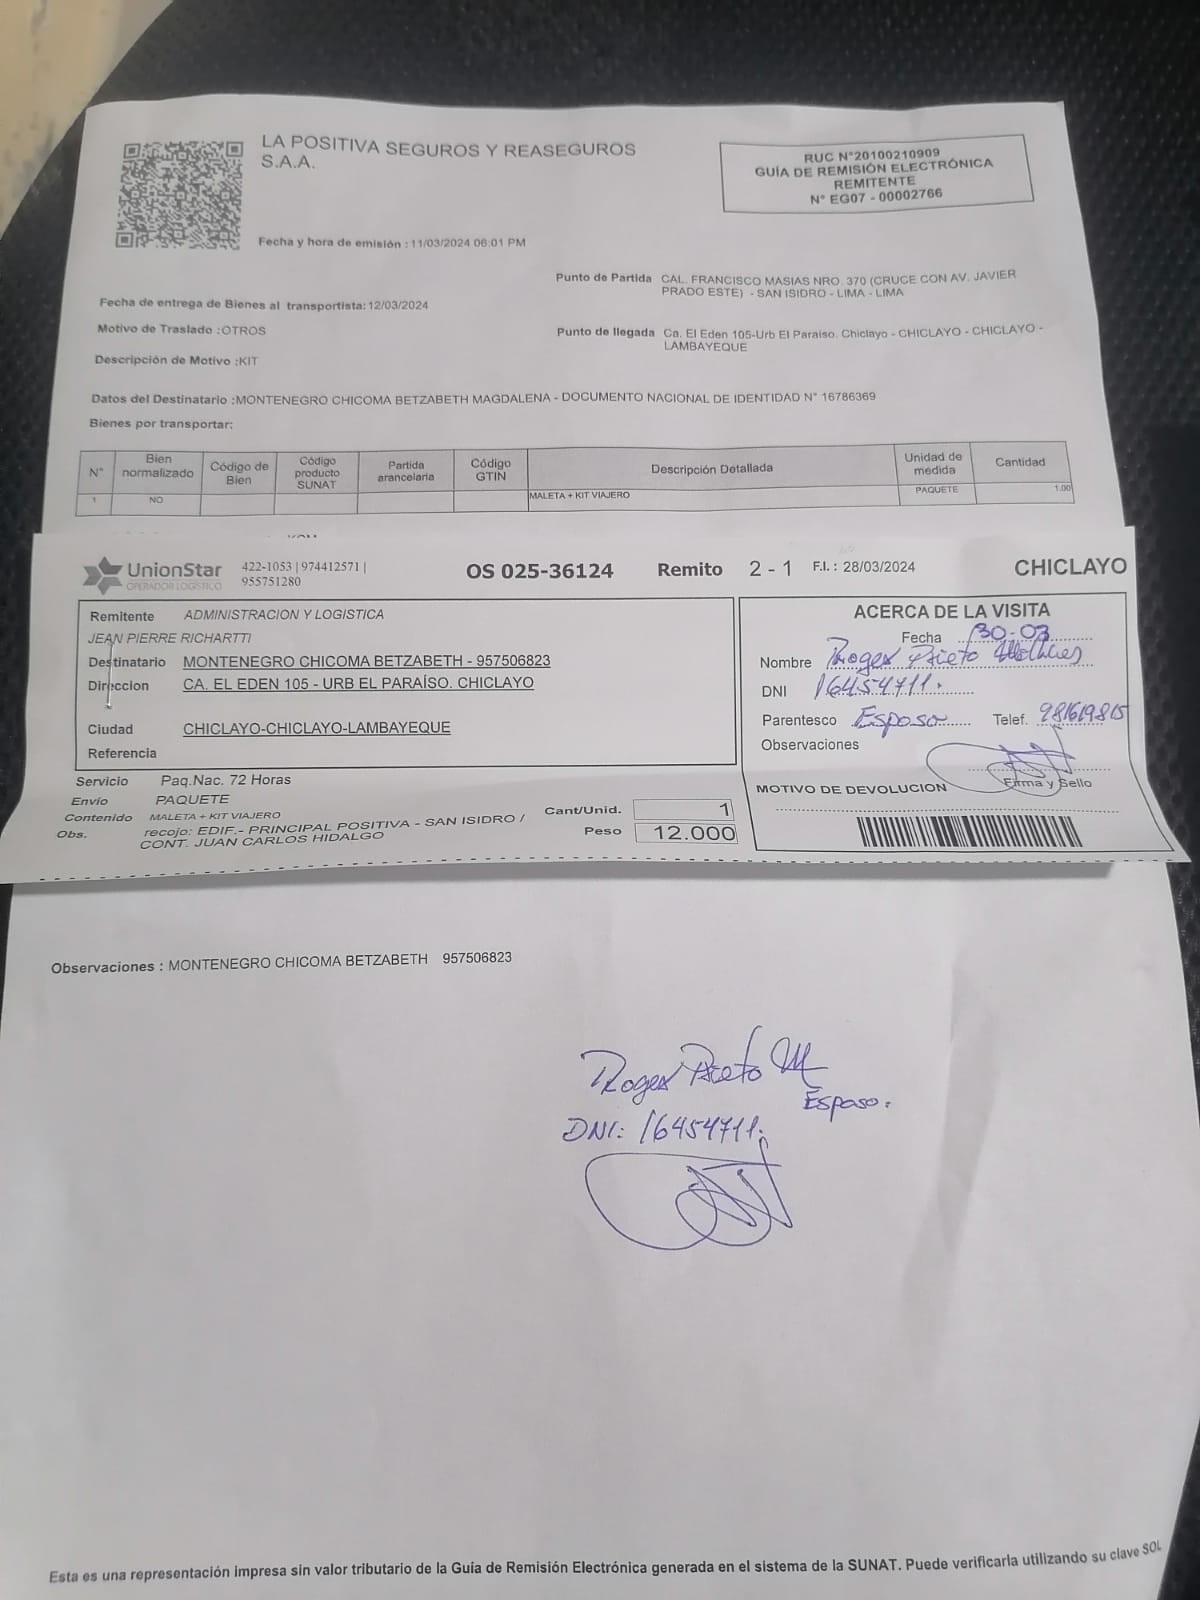 LA POSITIVA SEGUROS Y REASEGUROS
S.A.A.
RUC N°20100210909
GUÍA DE REMISIÓN ELECTRÓNICA
REMITENTE
N° EG07 - 00002766
Fecha y hora de emisión : 11/03/2024 06:01 PM
Punto de Partida CAL. FRANCISCO MASIAS NRO. 370 (CRUCE CON AV. JAVIER
PRADO ESTE) - SAN ISIDRO - LIMA - LIMA
Fecha de entrega de Bienes al transportista: 12/03/2024
Motivo de Traslado :OTROS
Punto de llegada Ca. El Eden 105-Urb El Paraiso. Chiclayo - CHICLAYO - CHICLAYO -
LAMBAYEQUE
Descripción de Motivo :KIT
Datos del Destinatario :MONTENEGRO CHICOMA BETZABETH MAGDALENA - DOCUMENTO NACIONAL DE IDENTIDAD N° 16786369
Bienes por transportar:
N° Bien normalizado Código de Bien Código producto SUNAT Partida arancelaria Código GTIN Descripción Detallada Unidad de medida Cantidad
1 NO MALETA + KIT VIAJERO PAQUETE 1.00
UnionStar 422-1053 | 974412571 | OS 025-36124 Remito 2 - 1 F.I.: 28/03/2024 CHICLAYO
OPERADOR LOGISTICO 955751280
Remitente ADMINISTRACION Y LOGISTICA
JEAN PIERRE RICHARTTI
Destinatario MONTENEGRO CHICOMA BETZABETH - 957506823
Direccion CA. EL EDEN 105 - URB EL PARAÍSO. CHICLAYO
Ciudad CHICLAYO-CHICLAYO-LAMBAYEQUE
Referencia
Servicio Paq.Nac. 72 Horas
Envío PAQUETE
Contenido MALETA + KIT VIAJERO
Obs. recojo: EDIF.- PRINCIPAL POSITIVA - SAN ISIDRO /
CONT. JUAN CARLOS HIDALGO
Cant/Unid. 1
Peso 12.000
ACERCA DE LA VISITA
Fecha 30-03
Nombre Roger Prieto
DNI 16454711.
Parentesco Esposo Telef. 981619815
Observaciones
Firma y Sello
MOTIVO DE DEVOLUCION
Observaciones : MONTENEGRO CHICOMA BETZABETH 957506823
Roger Prieto M
Esposo.
DNI: 16454711.
Esta es una representación impresa sin valor tributario de la Guía de Remisión Electrónica generada en el sistema de la SUNAT. Puede verificarla utilizando su clave SOL